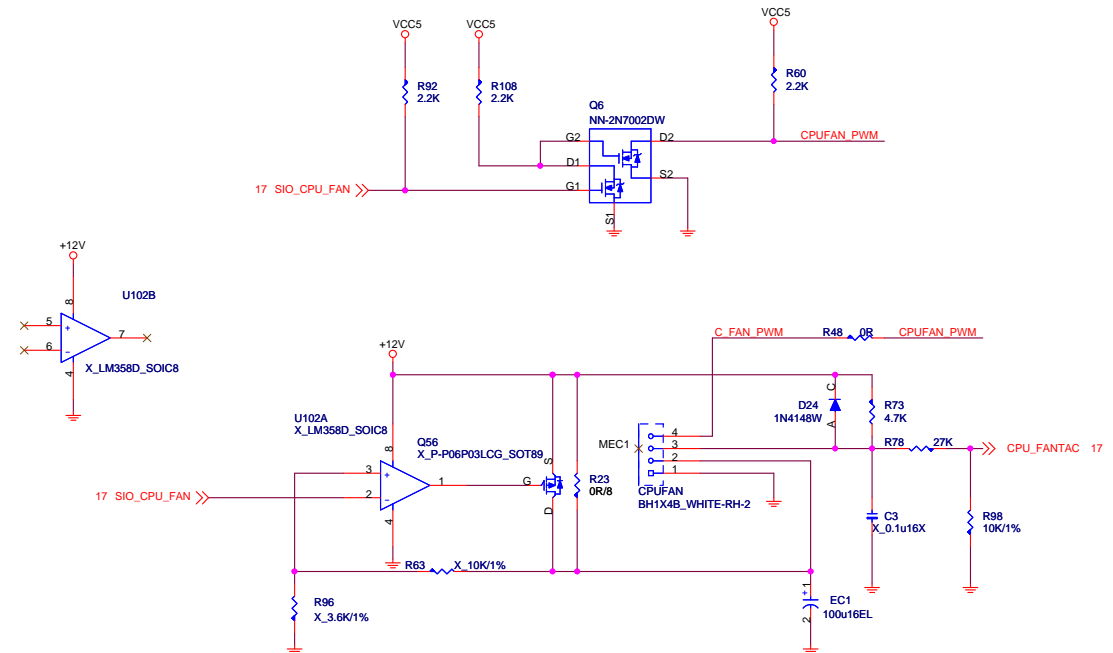 VCC5
VCC5
VCC5
R92
2.2K
R108
2.2K
R60
2.2K
Q6
NN-2N7002DW
G2
D2
CPUFAN_PWM
D1
S2
17 SIO_CPU_FAN
G1
S1
+12V
U102B
8
5
+
7
6
-
4
X_LM358D_SOIC8
C_FAN_PWM
R48
0R
CPUFAN_PWM
+12V
U102A
X_LM358D_SOIC8
8
Q56
X_P-P06P03LCG_SOT89
3
+
1
2
-
4
17 SIO_CPU_FAN
S
G
D
R23
0R/8
MEC1
4
3
2
1
CPUFAN
BH1X4B_WHITE-RH-2
C
D24
1N4148W
A
R73
4.7K
R78
27K
CPU_FANTAC 17
C3
X_0.1u16X
R98
10K/1%
R63
X_10K/1%
R96
X_3.6K/1%
+
1
EC1
100u16EL
2